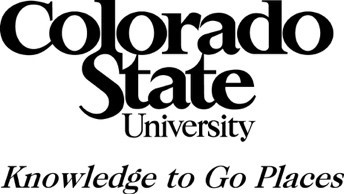 Colorado
State
University
Knowledge to Go Places